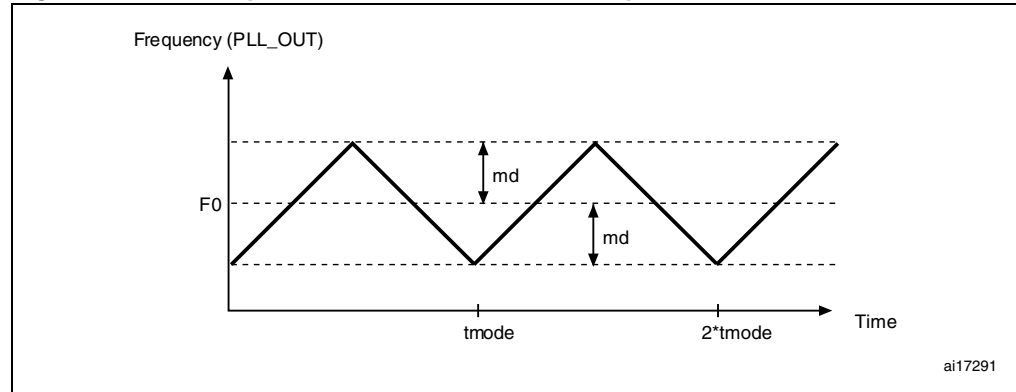 Frequency (PLL_OUT)
md
F0
md
tmode
2*tmode
Time
ai17291